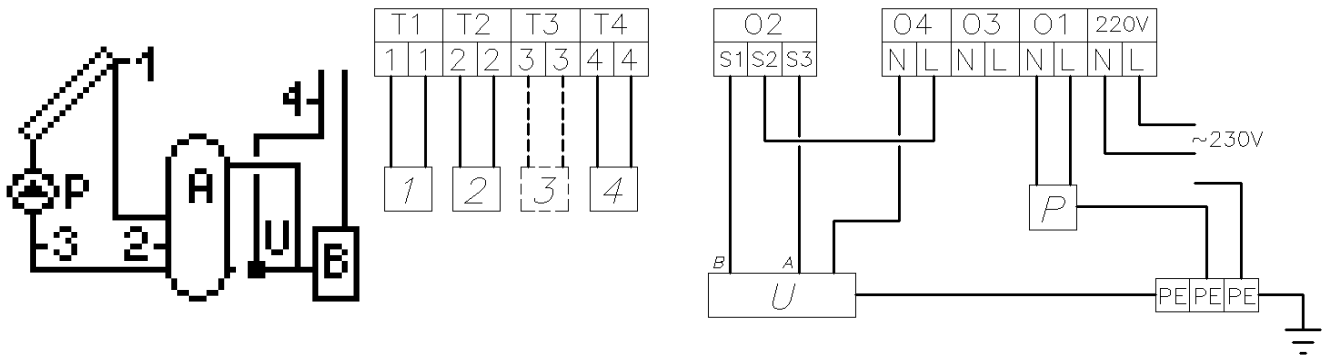 1
4
P
A
3
2
U
B
T1 T2 T3 T4
1 1 2 2 3 3 4 4
1 2 3 4
O2
S1 S2 S3
O4 O3 O1 220V
N L N L N L N L
~230V
P
B A
U
PE PE PE